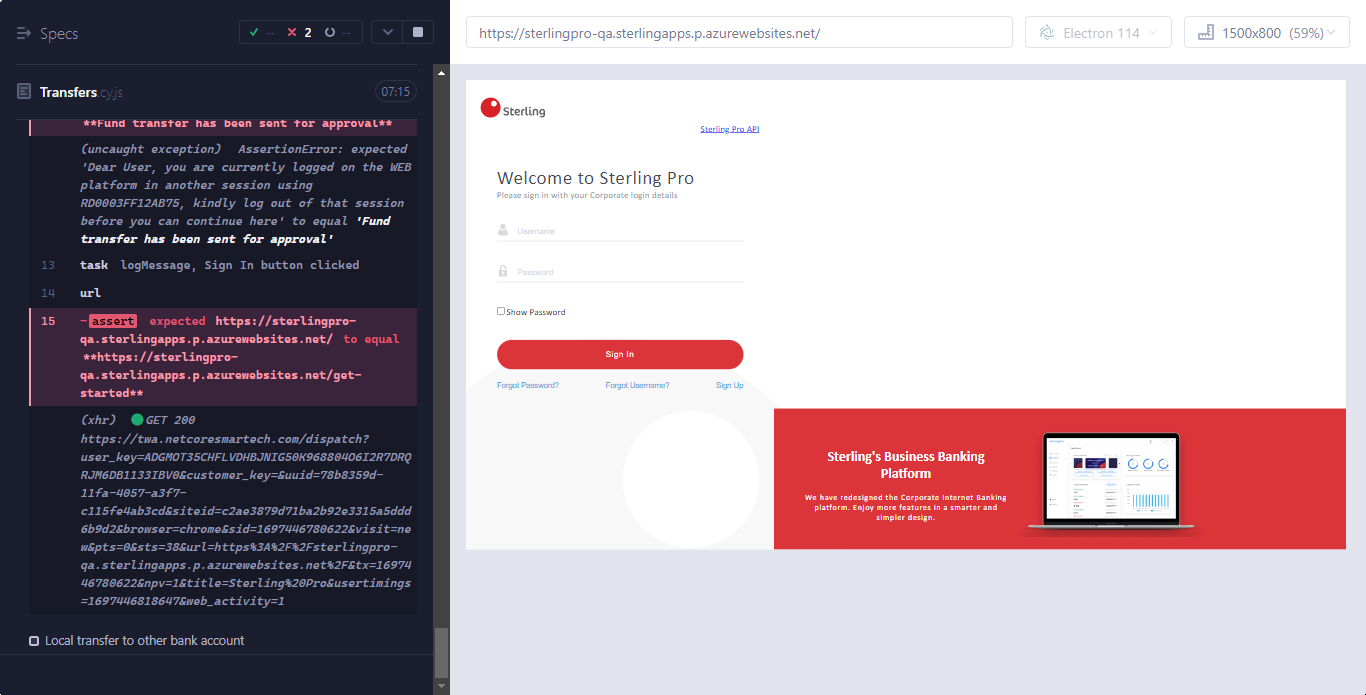 Specs
-- 2 --
Transfers.cy.js 07:15
**Fund transfer has been sent for approval**
(uncaught exception) AssertionError: expected
'Dear User, you are currently logged on the WEB
platform in another session using
RD0003FF12AB75, kindly log out of that session
before you can continue here' to equal 'Fund
transfer has been sent for approval'
13 task logMessage, Sign In button clicked
14 url
15 -assert expected https://sterlingpro-
qa.sterlingapps.p.azurewebsites.net/ to equal
**https://sterlingpro-
qa.sterlingapps.p.azurewebsites.net/get-
started**
(xhr) GET 200
https://twa.netcoresmartech.com/dispatch?
user_key=ADGMOT35CHFLVDHBJNIG50K968804O6I2R7DRQ
RJM6DB1133IBV0&customer_key=&uuid=78b8359d-
11fa-4057-a3f7-
c115fe4ab3cd&siteid=c2ae3879d71ba2b92e3315a5ddd
6b9d2&browser=chrome&sid=1697446780622&visit=ne
w&pts=0&sts=38&url=https%3A%2F%2Fsterlingpro-
qa.sterlingapps.p.azurewebsites.net%2F&tx=1697
446780622&npv=1&title=Sterling%20Pro&usertimings
=1697446818647&web_activity=1
Local transfer to other bank account
https://sterlingpro-qa.sterlingapps.p.azurewebsites.net/
Electron 114
1500x800 (59%)
Sterling
Sterling Pro API
Welcome to Sterling Pro
Please sign in with your Corporate login details
Username
Password
Show Password
Sign In
Forgot Password? Forgot Username? Sign Up
Sterling's Business Banking
Platform
We have redesigned the Corporate Internet Banking
platform. Enjoy more features in a smarter and
simpler design.